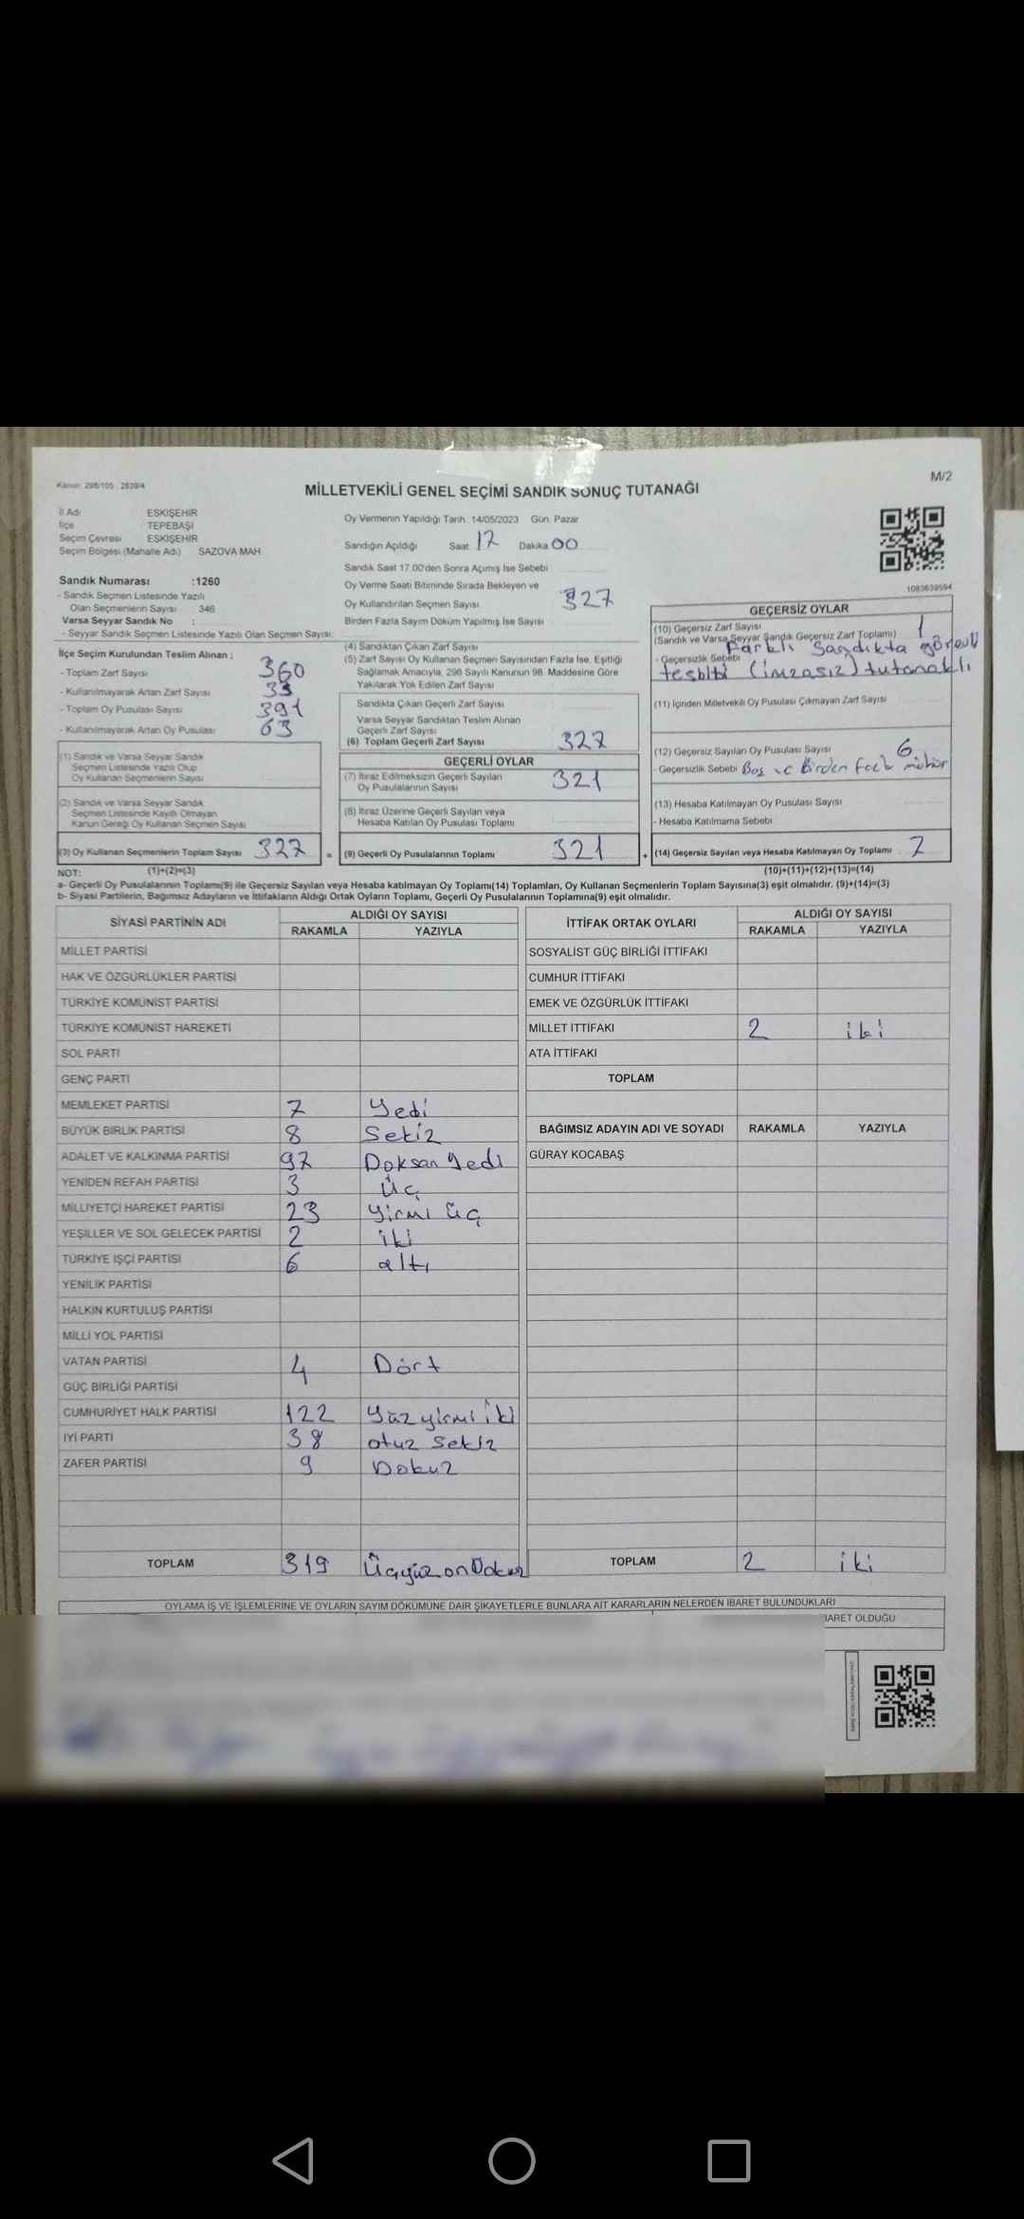 Kanun: 298/105 2839/4
M/2
MİLLETVEKİLİ GENEL SEÇİMİ SANDIK SONUÇ TUTANAĞI
İl Adı ESKİŞEHİR
İlçe TEPEBAŞI
Seçim Çevresi ESKİŞEHİR
Seçim Bölgesi (Mahalle Adı) SAZOVA MAH
Sandık Numarası :1260
- Sandık Seçmen Listesinde Yazılı
Olan Seçmenlerin Sayısı 346
Varsa Seyyar Sandık No :
- Seyyar Sandık Seçmen Listesinde Yazılı Olan Seçmen Sayısı:
İlçe Seçim Kurulundan Teslim Alınan :
- Toplam Zarf Sayısı 360
- Kullanılmayarak Artan Zarf Sayısı 33
- Toplam Oy Pusulası Sayısı 391
- Kullanılmayarak Artan Oy Pusulası 63
(1) Sandık ve Varsa Seyyar Sandık
Seçmen Listesinde Yazılı Olup
Oy Kullanan Seçmenlerin Sayısı
(2) Sandık ve Varsa Seyyar Sandık
Seçmen Listesinde Kayıtlı Olmayan
Kanun Gereği Oy Kullanan Seçmen Sayısı
(3) Oy Kullanan Seçmenlerin Toplam Sayısı 327 =
Oy Vermenin Yapıldığı Tarih 14/05/2023 Gün: Pazar
Sandığın Açıldığı Saat 17 Dakika 00
Sandık Saat 17.00'den Sonra Açılmış İse Sebebi
Oy Verme Saati Bitiminde Sırada Bekleyen ve
Oy Kullandırılan Seçmen Sayısı 327
Birden Fazla Sayım Döküm Yapılmış İse Sayısı
(4) Sandıktan Çıkan Zarf Sayısı
(5) Zarf Sayısı Oy Kullanan Seçmen Sayısından Fazla İse, Eşitliği
Sağlamak Amacıyla, 298 Sayılı Kanunun 98. Maddesine Göre
Yakılarak Yok Edilen Zarf Sayısı
Sandıkta Çıkan Geçerli Zarf Sayısı
Varsa Seyyar Sandıktan Teslim Alınan
Geçerli Zarf Sayısı
(6) Toplam Geçerli Zarf Sayısı 327
GEÇERLİ OYLAR
(7) İtiraz Edilmeksizin Geçerli Sayılan
Oy Pusulalarının Sayısı 321
(8) İtiraz Üzerine Geçerli Sayılan veya
Hesaba Katılan Oy Pusulası Toplamı
(9) Geçerli Oy Pusulalarının Toplamı 321 +
1083639594
GEÇERSİZ OYLAR
(10) Geçersiz Zarf Sayısı 1
(Sandık ve Varsa Seyyar Sandık Geçersiz Zarf Toplamı)
- Geçersizlik Sebebi Farklı Sandıkta görevli
tesbiti (imzasız) tutanaklı
(11) İçinden Milletvekili Oy Pusulası Çıkmayan Zarf Sayısı
(12) Geçersiz Sayılan Oy Pusulası Sayısı 6
- Geçersizlik Sebebi Boş ve Birden fazla mühür
(13) Hesaba Katılmayan Oy Pusulası Sayısı
- Hesaba Katılmama Sebebi
(14) Geçersiz Sayılan veya Hesaba Katılmayan Oy Toplamı 7
NOT: (1)+(2)=(3) (10)+(11)+(12)+(13)=(14)
a- Geçerli Oy Pusulalarının Toplamı(9) ile Geçersiz Sayılan veya Hesaba katılmayan Oy Toplamı(14) Toplamları, Oy Kullanan Seçmenlerin Toplam Sayısına(3) eşit olmalıdır. (9)+(14)=(3)
b- Siyasi Partilerin, Bağımsız Adayların ve İttifakların Aldığı Ortak Oyların Toplamı, Geçerli Oy Pusulalarının Toplamına(9) eşit olmalıdır.
SİYASİ PARTİNİN ADI ALDIĞI OY SAYISI
RAKAMLA YAZIYLA
MİLLET PARTİSİ
HAK VE ÖZGÜRLÜKLER PARTİSİ
TÜRKİYE KOMÜNİST PARTİSİ
TÜRKİYE KOMÜNİST HAREKETİ
SOL PARTİ
GENÇ PARTİ
MEMLEKET PARTİSİ 7 Yedi
BÜYÜK BİRLİK PARTİSİ 8 Sekiz
ADALET VE KALKINMA PARTİSİ 97 Doksan Yedi
YENİDEN REFAH PARTİSİ 3 Üç
MİLLİYETÇİ HAREKET PARTİSİ 23 Yirmi üç
YEŞİLLER VE SOL GELECEK PARTİSİ 2 iki
TÜRKİYE İŞÇİ PARTİSİ 6 altı
YENİLİK PARTİSİ
HALKIN KURTULUŞ PARTİSİ
MİLLİ YOL PARTİSİ
VATAN PARTİSİ 4 Dört
GÜÇ BİRLİĞİ PARTİSİ
CUMHURİYET HALK PARTİSİ 122 Yüz yirmi iki
İYİ PARTİ 38 otuz sekiz
ZAFER PARTİSİ 9 Dokuz
TOPLAM 319 Üçyüz on Dokuz
İTTİFAK ORTAK OYLARI ALDIĞI OY SAYISI
RAKAMLA YAZIYLA
SOSYALİST GÜÇ BİRLİĞİ İTTİFAKI
CUMHUR İTTİFAKI
EMEK VE ÖZGÜRLÜK İTTİFAKI
MİLLET İTTİFAKI 2 iki
ATA İTTİFAKI
TOPLAM
BAĞIMSIZ ADAYIN ADI VE SOYADI RAKAMLA YAZIYLA
GÜRAY KOCABAŞ
TOPLAM 2 iki
OYLAMA İŞ VE İŞLEMLERİNE VE OYLARIN SAYIM DÖKÜMÜNE DAİR ŞİKAYETLERLE BUNLARA AİT KARARLARIN NELERDEN İBARET BULUNDUKLARI
BARET OLDUĞU